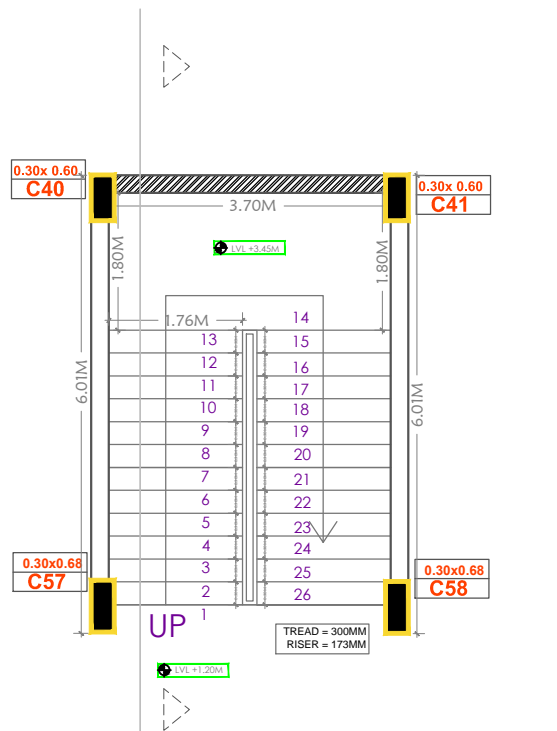 0.30x 0.60
C40
0.30x 0.60
C41
3.70M
1.80M
LVL +3.45M
1.80M
1.76M
14
13
15
12
16
11
17
10
18
9
19
8
20
7
21
6
22
5
23
4
24
3
25
2
26
1
6.01M
6.01M
0.30x0.68
C57
0.30x0.68
C58
UP
TREAD = 300MM
RISER = 173MM
LVL +1.20M